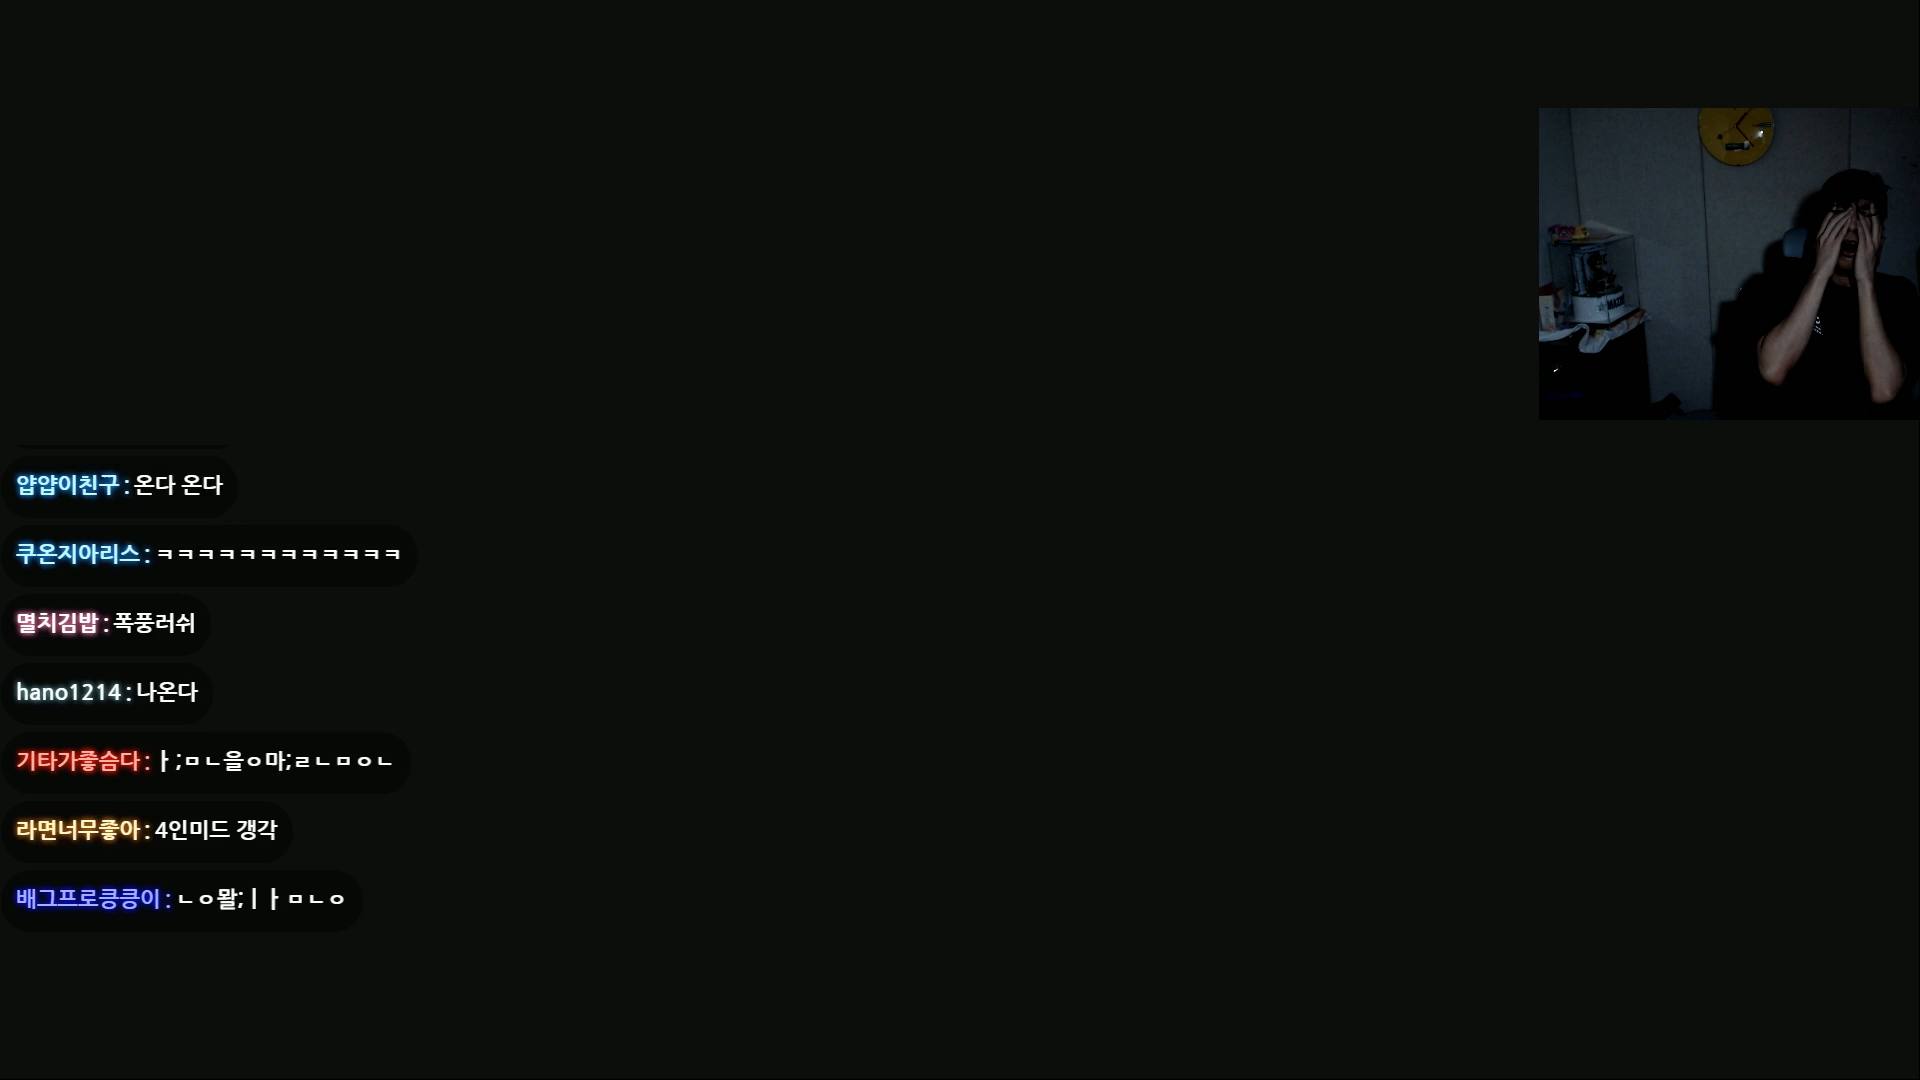 얍얍이친구 : 온다 온다
쿠온지아리스 : ㅋㅋㅋㅋㅋㅋㅋㅋㅋㅋㅋㅋ
멸치김밥 : 폭풍러쉬
hano1214 : 나온다
기타가좋슴다 : ㅏ;ㅁㄴ을ㅇ마;ㄹㄴㅁㅇㄴ
라면너무좋아 : 4인미드 갱각
배그프로킁킁이 : ㄴㅇ뫌;ㅣㅏㅁㄴㅇ